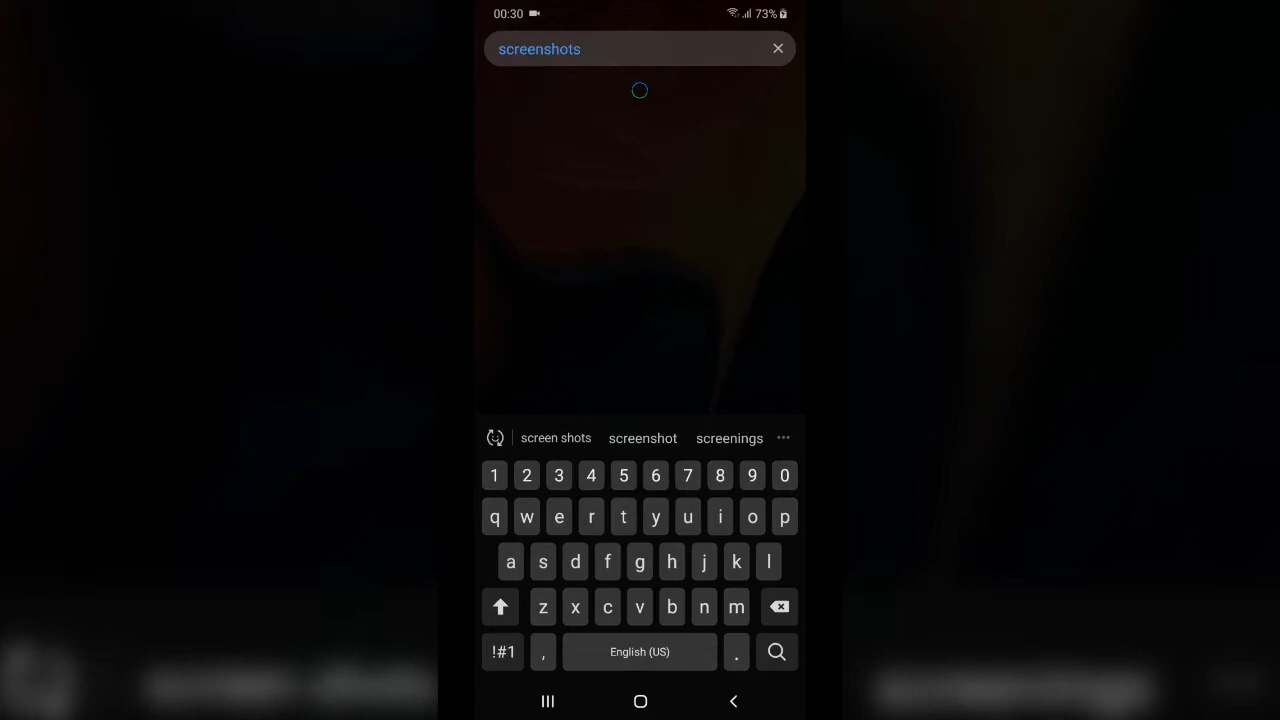 00:30 73%
screenshots
screen shots screenshot screenings
1 2 3 4 5 6 7 8 9 0
q w e r t y u i o p
a s d f g h j k l
z x c v b n m
!#1 , English (US) .